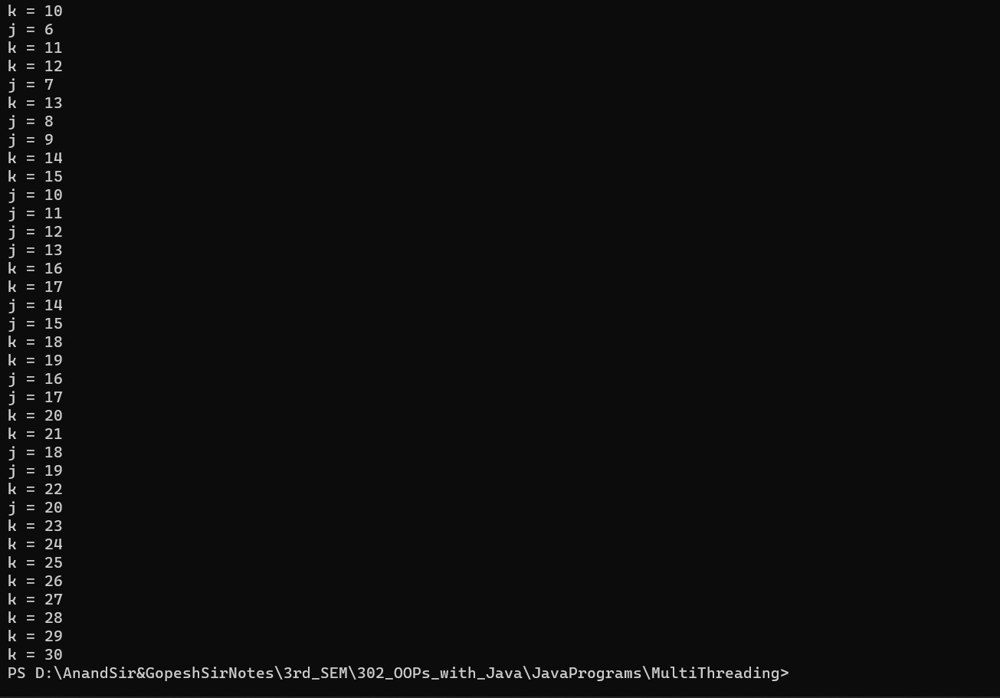 k = 10
j = 6
k = 11
k = 12
j = 7
k = 13
j = 8
j = 9
k = 14
k = 15
j = 10
j = 11
j = 12
j = 13
k = 16
k = 17
j = 14
j = 15
k = 18
k = 19
j = 16
j = 17
k = 20
k = 21
j = 18
j = 19
k = 22
j = 20
k = 23
k = 24
k = 25
k = 26
k = 27
k = 28
k = 29
k = 30
PS D:\AnandSir&GopeshSirNotes\3rd_SEM\302_OOPs_with_Java\JavaPrograms\MultiThreading>